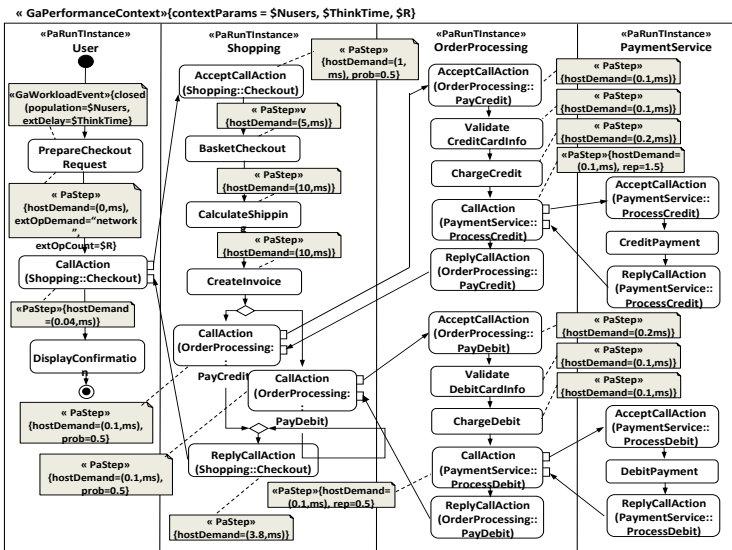 « GaPerformanceContext»{contextParams = $Nusers, $ThinkTime, $R}
«PaRunTInstance»
User
«GaWorkloadEvent»{closed
(population=$Nusers,
extDelay=$ThinkTime}
PrepareCheckout
Request
« PaStep»
{hostDemand=(0,ms),
extOpDemand="network
",
extOpCount=$R}
CallAction
(Shopping::Checkout)
«PaStep»{hostDemand
=(0.04,ms)}
DisplayConfirmatio
n
« PaStep»
{hostDemand=(0.1,ms),
prob=0.5}
« PaStep»
{hostDemand=(0.1,ms),
prob=0.5}
«PaRunTInstance»
Shopping
« PaStep»
{hostDemand=(1,
ms), prob=0.5}
AcceptCallAction
(Shopping::Checkout)
« PaStep»v
{hostDemand=(5,ms)}
BasketCheckout
« PaStep»
{hostDemand=(10,ms)}
CalculateShippin
g
« PaStep»
{hostDemand=(10,ms)}
CreateInvoice
CallAction
(OrderProcessing:
:
PayCredit)
CallAction
(OrderProcessing:
:
PayDebit)
ReplyCallAction
(Shopping::Checkout)
«PaStep»{hostDemand=
(0.1,ms), rep=0.5}
« PaStep»
{hostDemand=(3.8,ms)}
«PaRunTInstance»
OrderProcessing
AcceptCallAction
(OrderProcessing::
PayCredit)
Validate
CreditCardInfo
ChargeCredit
CallAction
(PaymentService::
ProcessCredit)
ReplyCallAction
(OrderProcessing::
PayCredit)
AcceptCallAction
(OrderProcessing::
PayDebit)
Validate
DebitCardInfo
ChargeDebit
CallAction
(PaymentService::
ProcessDebit)
ReplyCallAction
(OrderProcessing::
PayDebit)
«PaRunTInstance»
PaymentService
« PaStep»
{hostDemand=(0.1,ms)}
« PaStep»
{hostDemand=(0.1,ms)}
« PaStep»
{hostDemand=(0.2,ms)}
«PaStep»{hostDemand=
(0.1,ms), rep=1.5}
AcceptCallAction
(PaymentService::
ProcessCredit)
CreditPayment
ReplyCallAction
(PaymentService::
ProcessCredit)
« PaStep»
{hostDemand=(0.2ms)}
« PaStep»
{hostDemand=(0.1,ms)}
« PaStep»
{hostDemand=(0.1,ms)}
AcceptCallAction
(PaymentService::
ProcessDebit)
DebitPayment
ReplyCallAction
(PaymentService::
ProcessDebit)